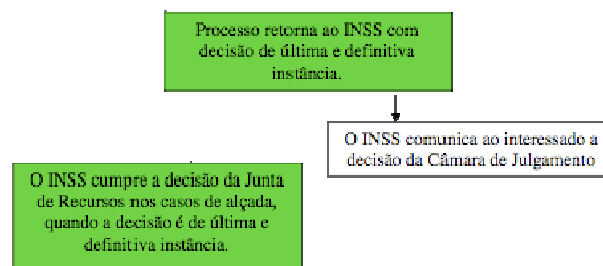 Processo retorna ao INSS com
decisão de última e definitiva
instância.
O INSS comunica ao interessado a
decisão da Câmara de Julgamento
O INSS cumpre a decisão da Junta
de Recursos nos casos de alçada,
quando a decisão é de última e
definitiva instância.